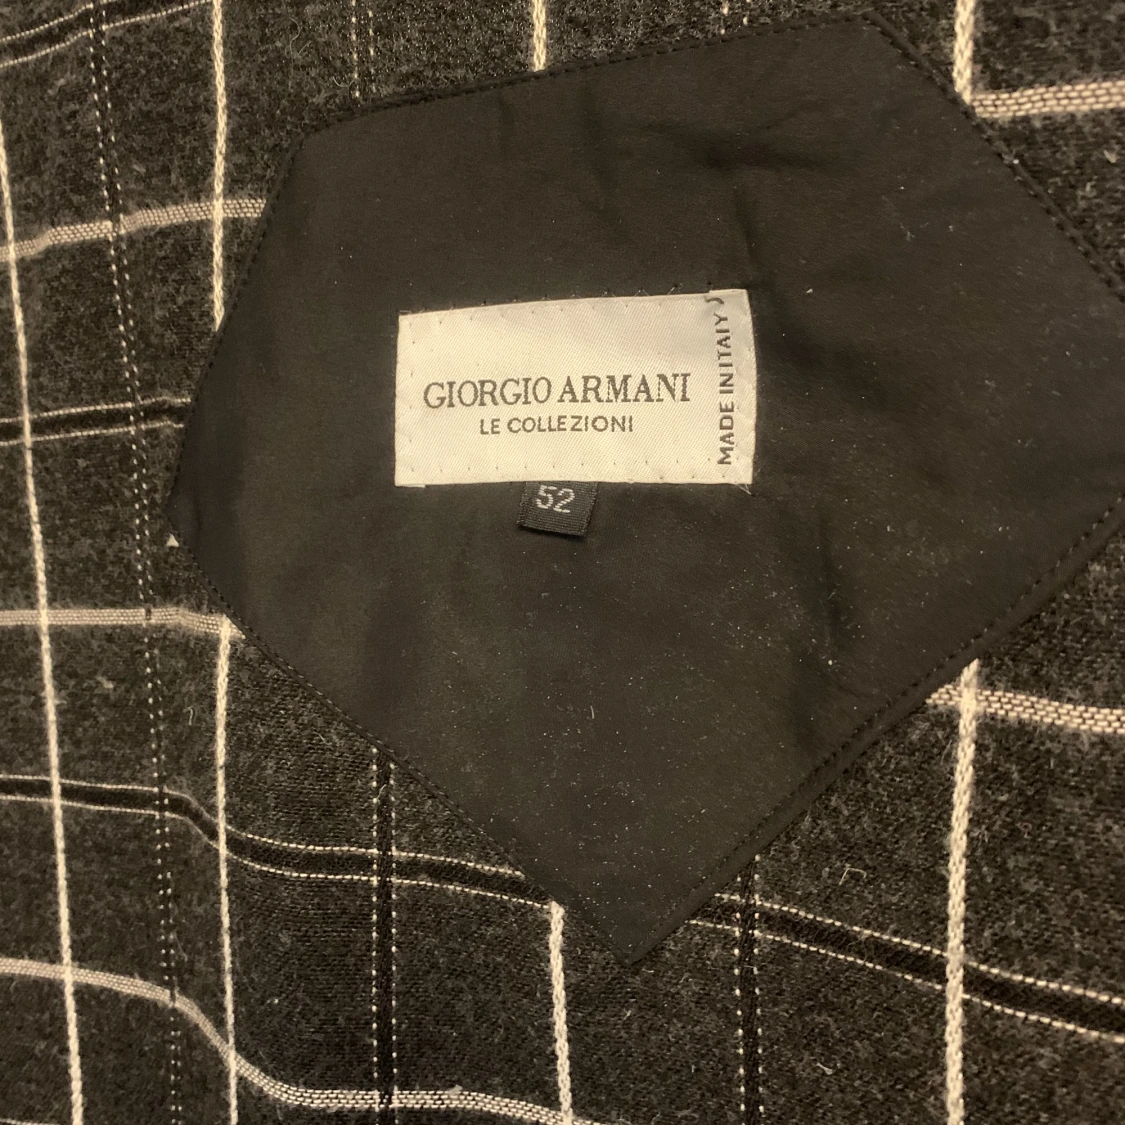 GIORGIO ARMANI
LE COLLEZIONI
MADE IN ITALY
52